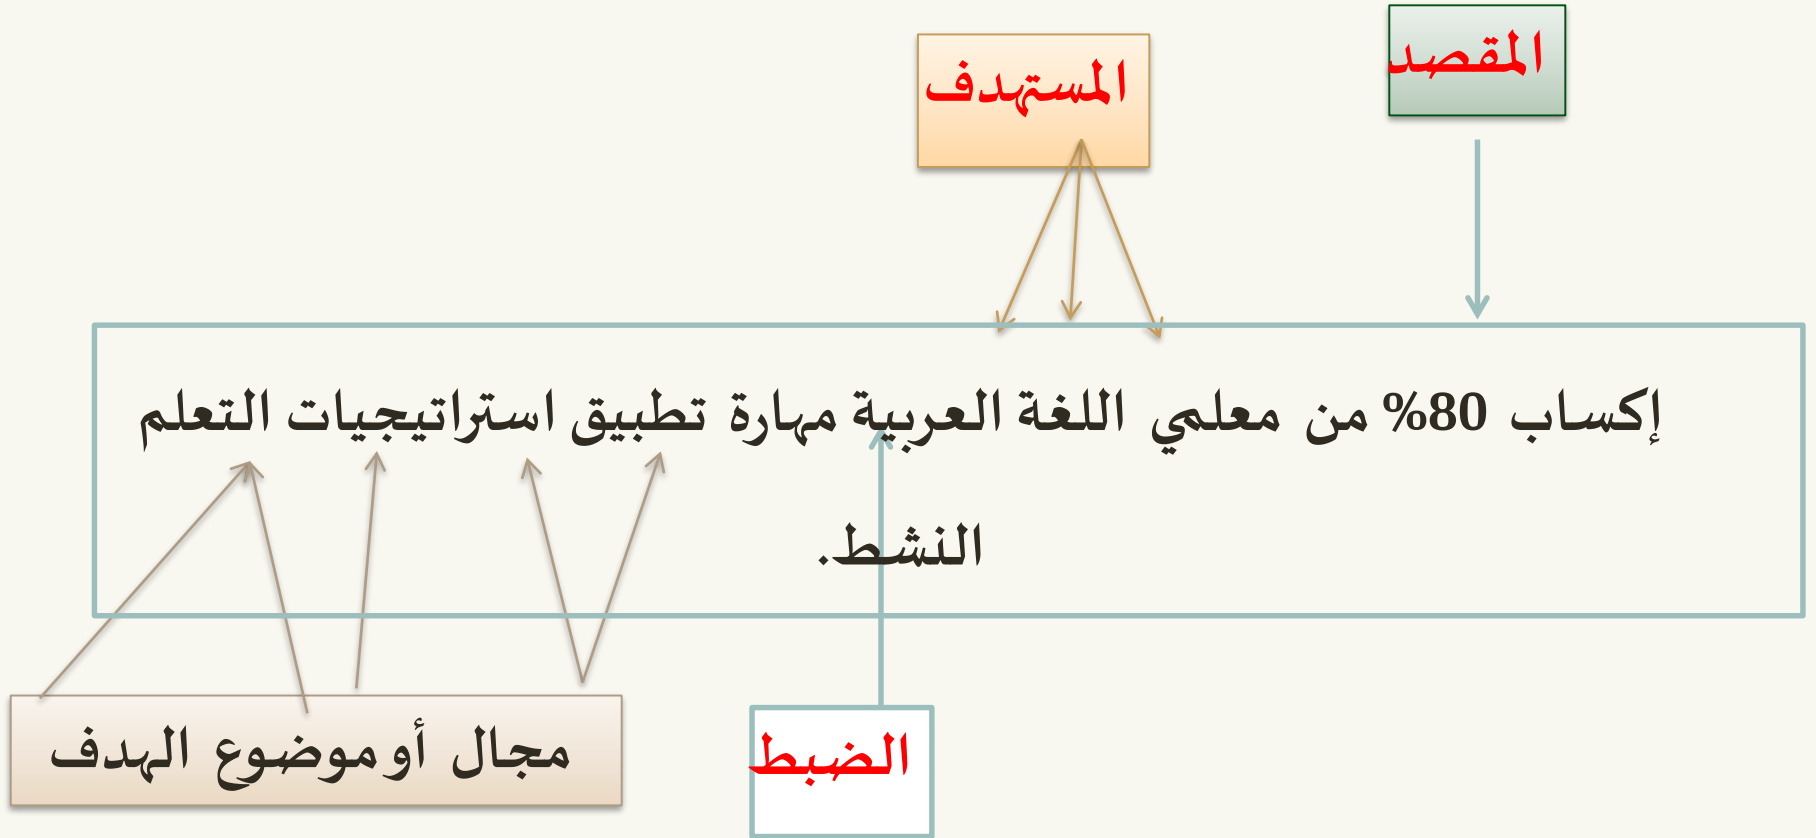 المقصد
المستهدف
إكساب 80% من معلمي اللغة العربية مهارة تطبيق استراتيجيات التعلم
النشط.
مجال أو موضوع الهدف
الضبط